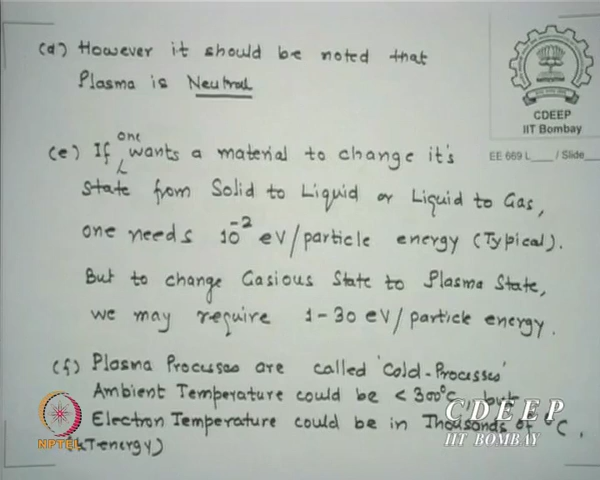 (d) However it should be noted that
Plasma is Neutral
CDEEP
IIT Bombay
EE 669 L___/Slide___
(e) If one wants a material to change it's
State from Solid to Liquid or Liquid to Gas,
one needs 10⁻² eV/particle energy (Typical).
But to change Gasious State to Plasma State,
we may require 1-30 eV/particle energy.
(f) Plasma Processes are called 'Cold-Processes'
Ambient Temperature could be < 300°C, but
Electron Temperature could be in Thousands of °C,
(kT energy)
CDEEP
IIT BOMBAY
NPTEL